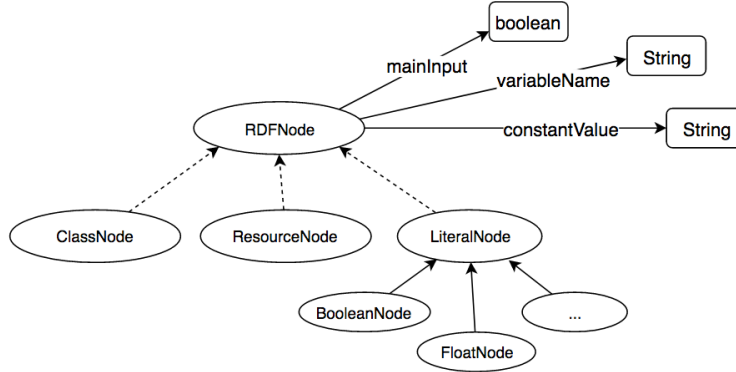 boolean
mainInput
String
variableName
RDFNode
constantValue
String
ClassNode
ResourceNode
LiteralNode
BooleanNode
...
FloatNode